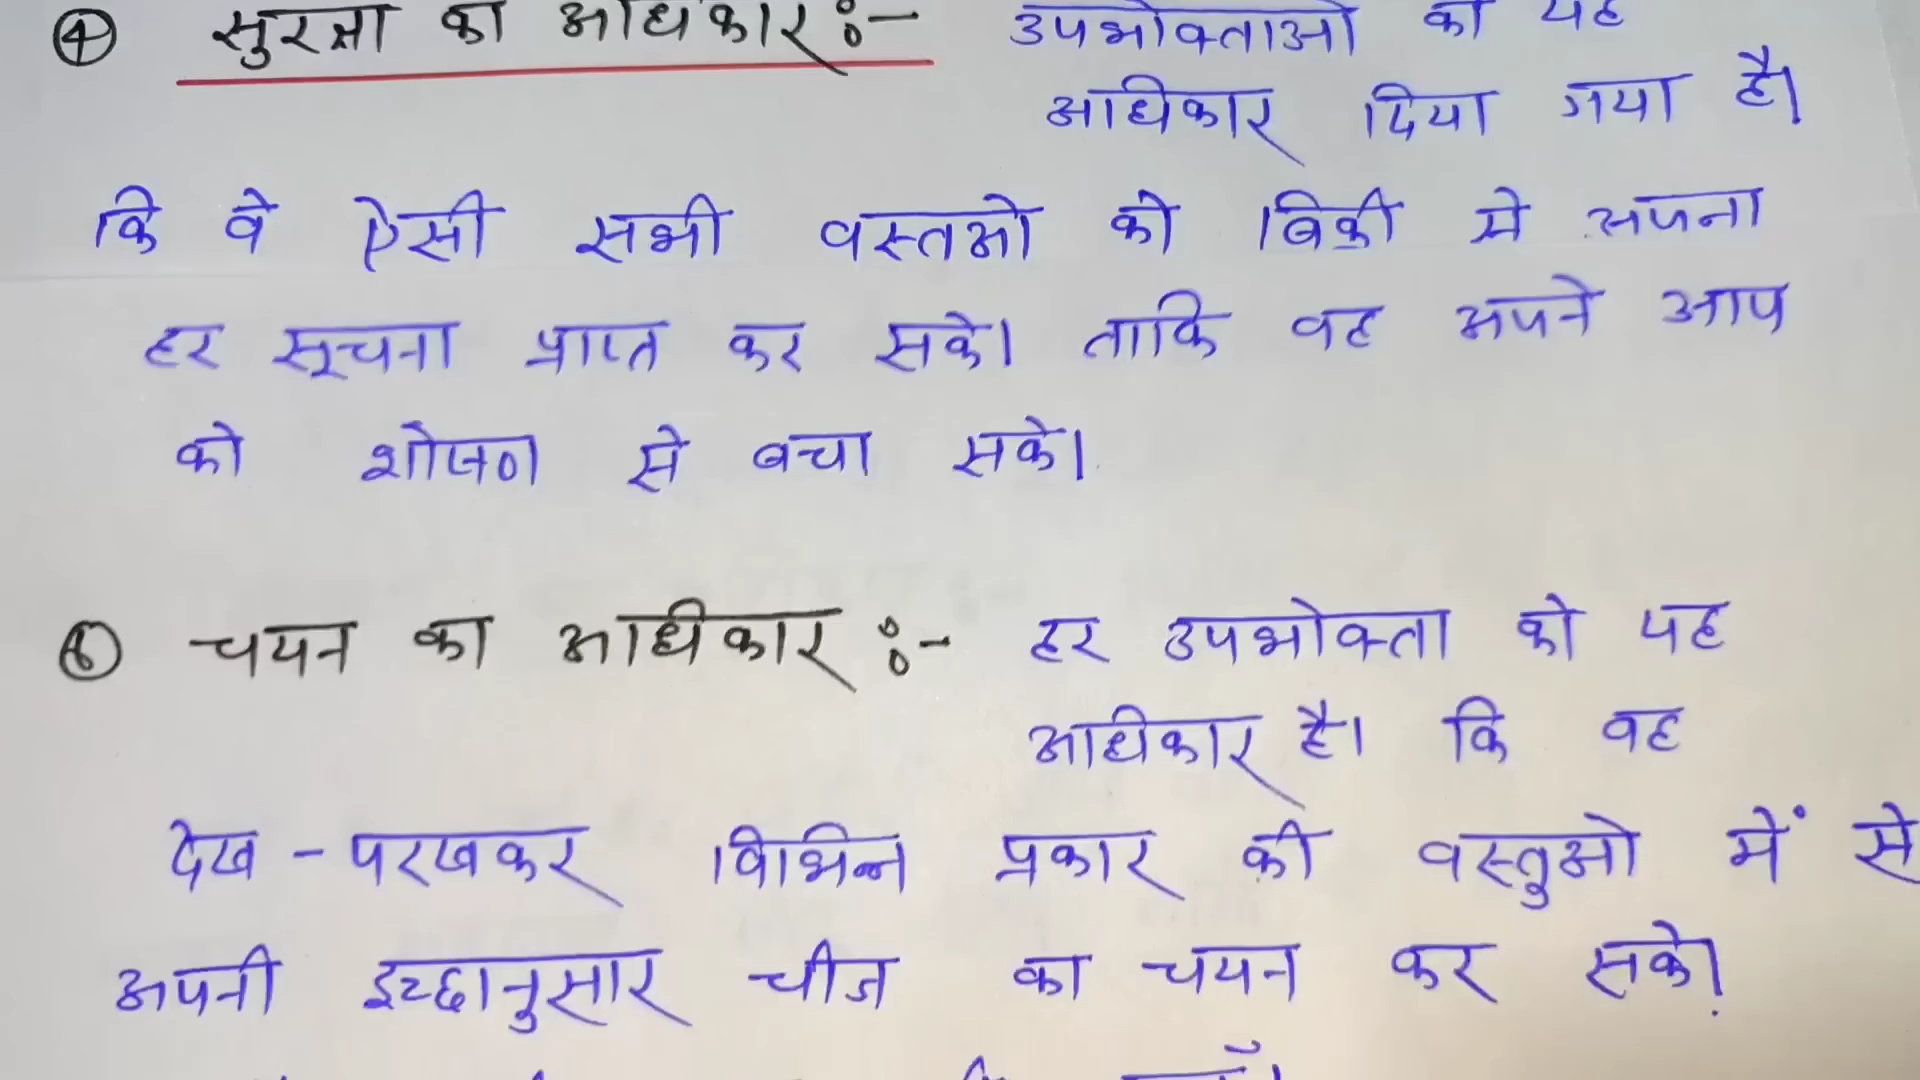 ④ सुरक्षा का अधिकार :- उपभोक्ताओ को यह
अधिकार दिया गया है।
कि वे ऐसी सभी वस्तओ को बिकी मे अपना
हर सूचना प्राप्त कर सके। ताकि वह अपने आप
को शोषण से बचा सके।
चयन का अधिकार :- हर उपभोक्ता को यह
अधिकार है। कि वह
देख - परखकर विभिन्न प्रकार की वस्तुओ में से
अपनी इच्छानुसार चीज का चयन कर सके।